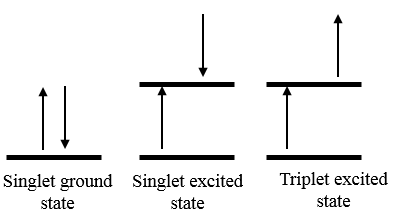 Singlet ground
state
Singlet excited
state
Triplet excited
state